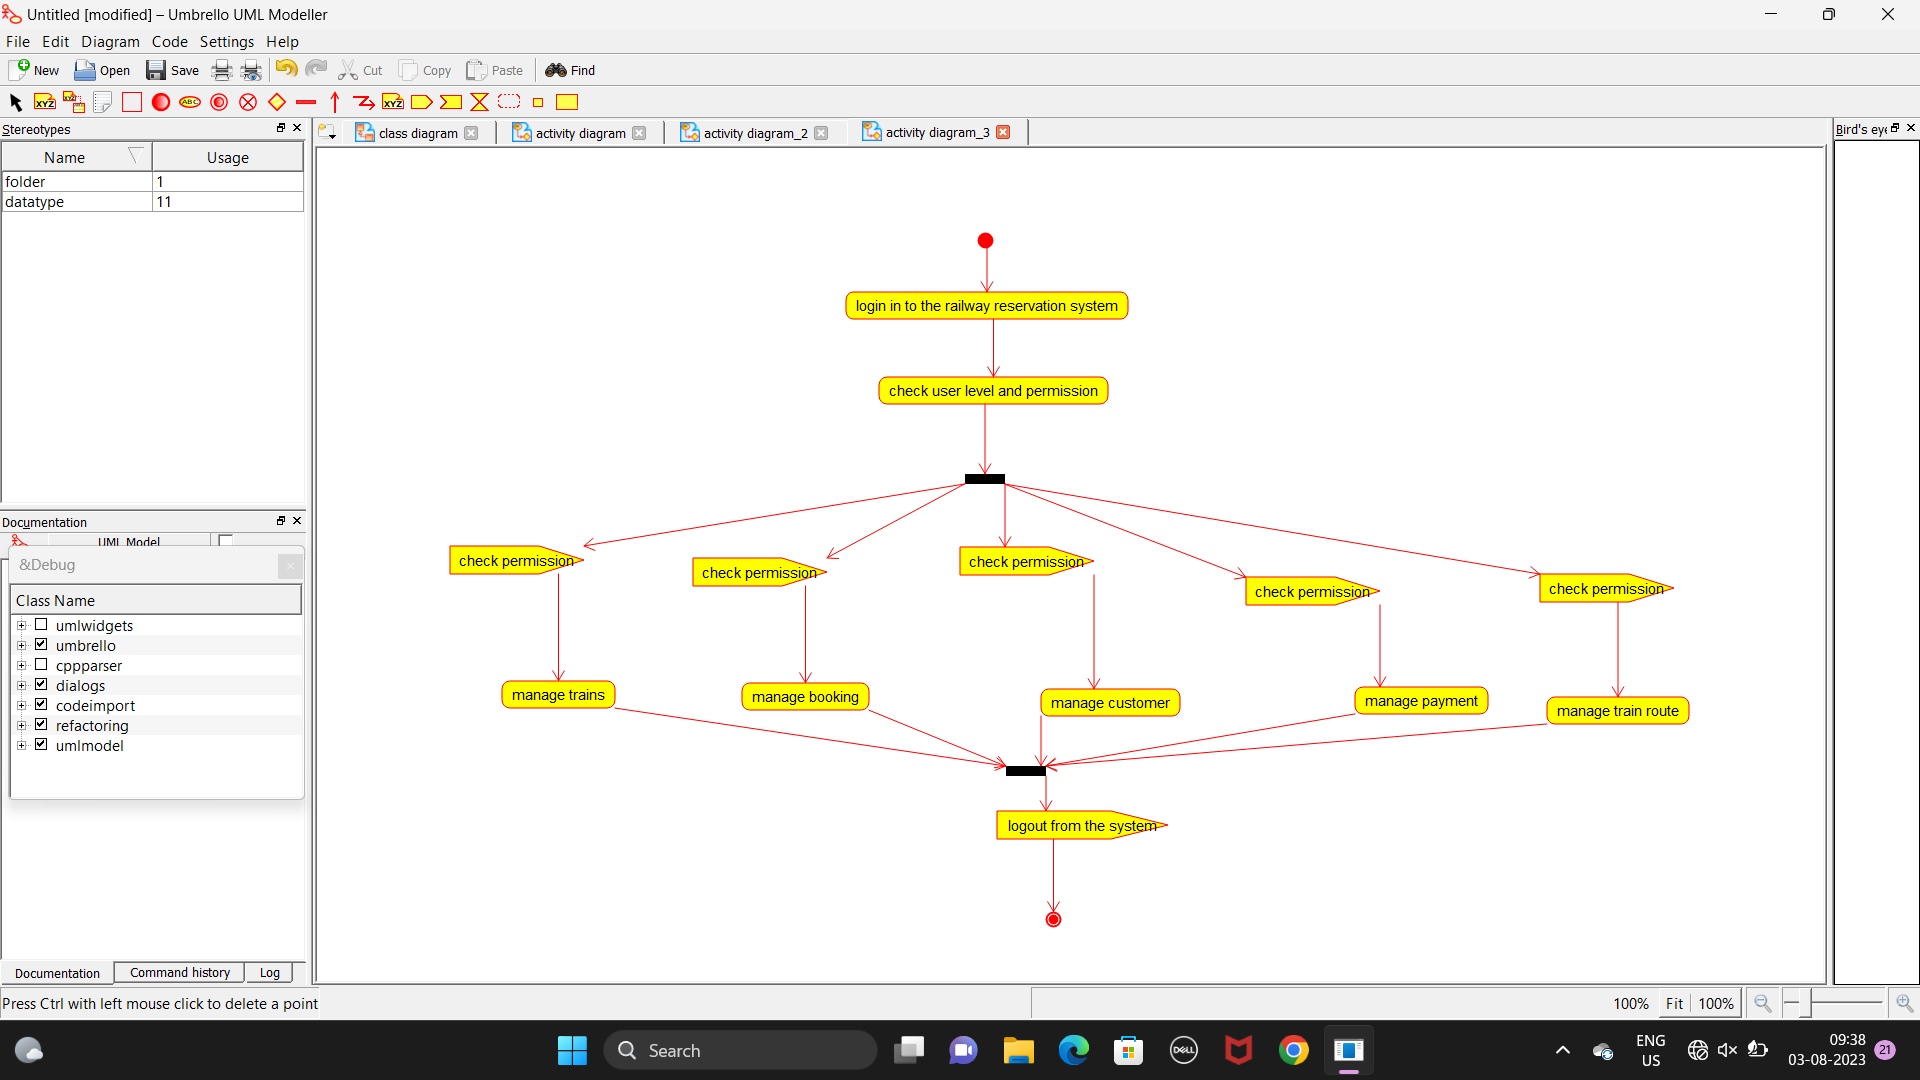 Untitled [modified] – Umbrello UML Modeller
File Edit Diagram Code Settings Help
New Open Save Cut Copy Paste Find
XYZ XYZ ABC XYZ
Stereotypes
Name Usage
folder 1
datatype 11
class diagram activity diagram activity diagram_2 activity diagram_3
Bird's eye
login in to the railway reservation system
check user level and permission
check permission check permission check permission check permission check permission
manage trains manage booking manage customer manage payment manage train route
logout from the system
Documentation
UML Model
&Debug
Class Name
umlwidgets
umbrello
cppparser
dialogs
codeimport
refactoring
umlmodel
Documentation Command history Log
Press Ctrl with left mouse click to delete a point
100% Fit 100%
Search
DELL
ENG
US
09:38
03-08-2023
21